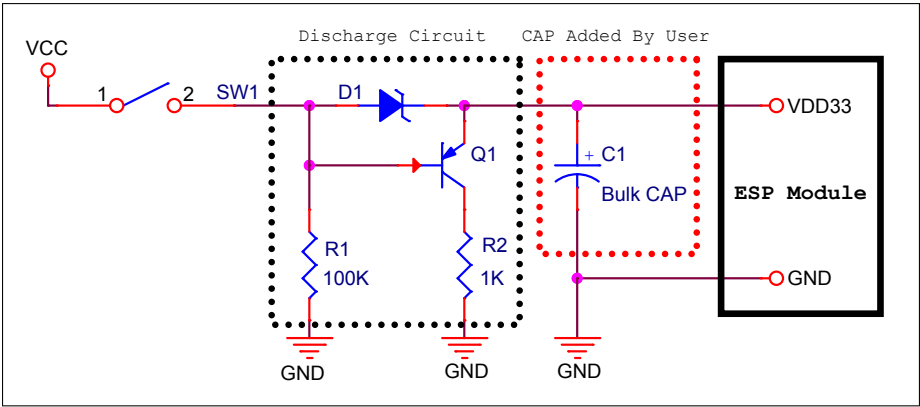 Discharge Circuit
CAP Added By User
VCC
1
2
SW1
D1
VDD33
Q1
+
C1
Bulk CAP
ESP Module
R1
100K
R2
1K
GND
GND
GND
GND